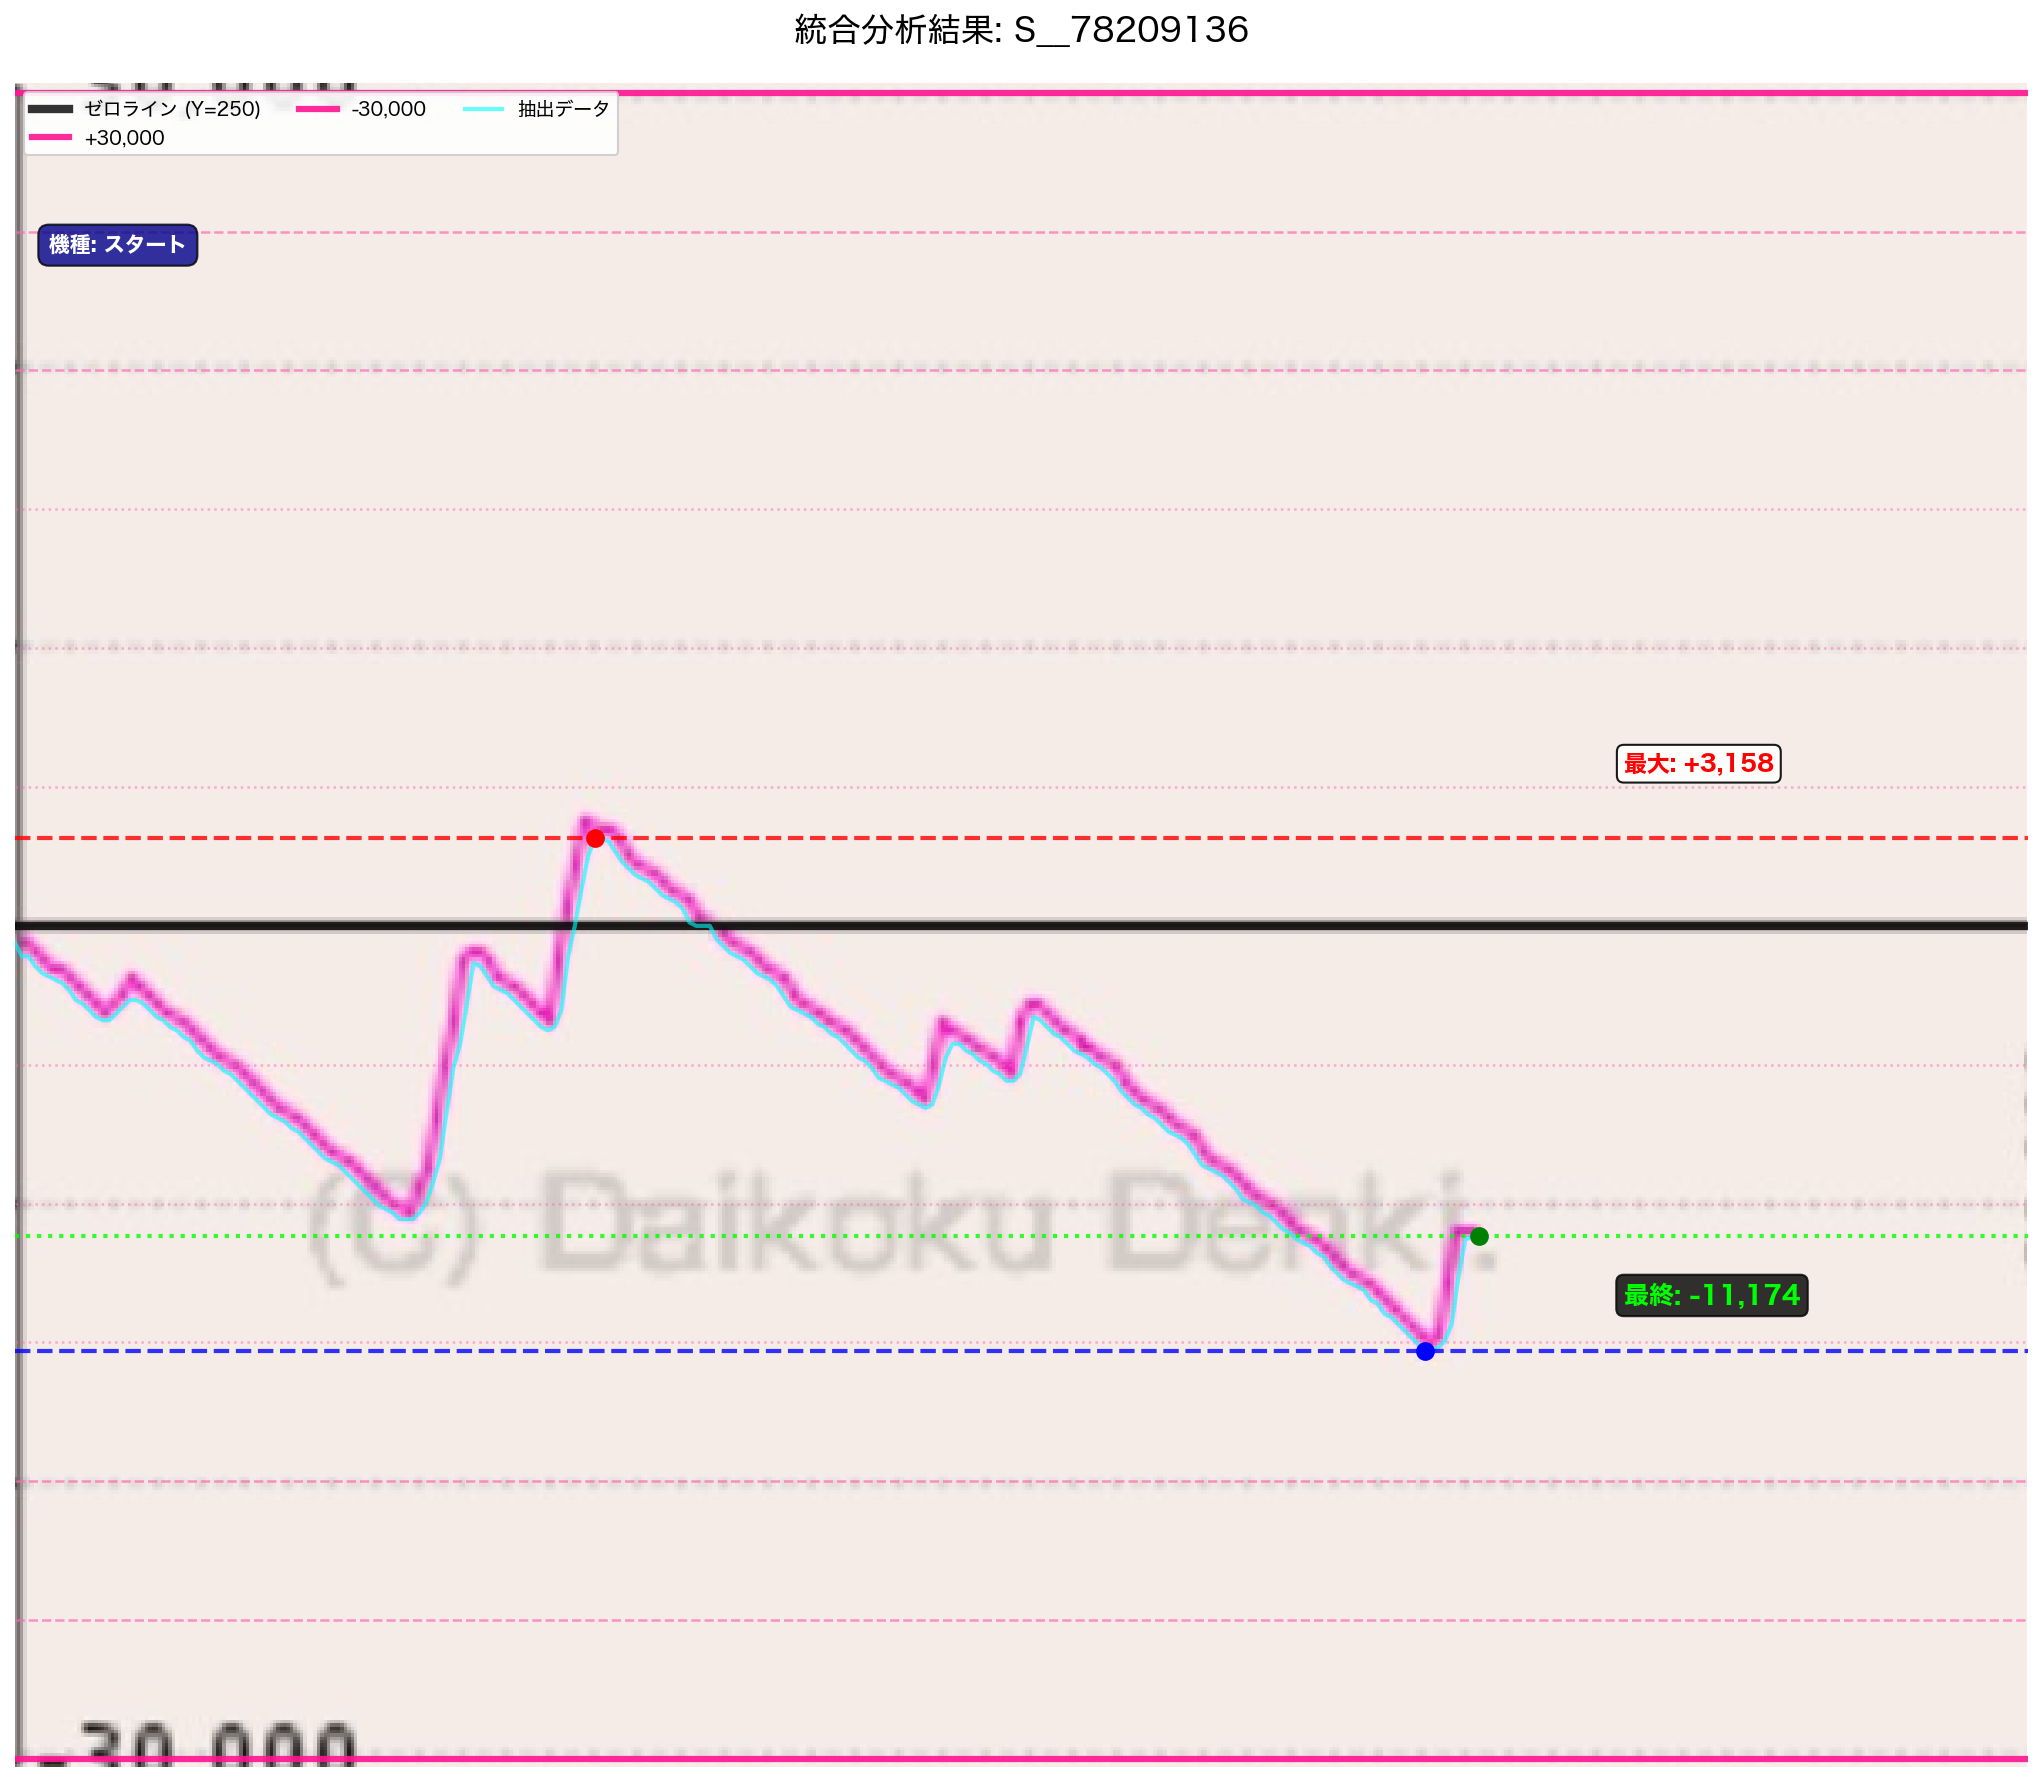 統合分析結果: S__78209136
ゼロライン (Y=250)
-30,000
抽出データ
+30,000
機種: スタート
最大: +3,158
(C) Daikoku Denki.
最終: -11,174
-30,000